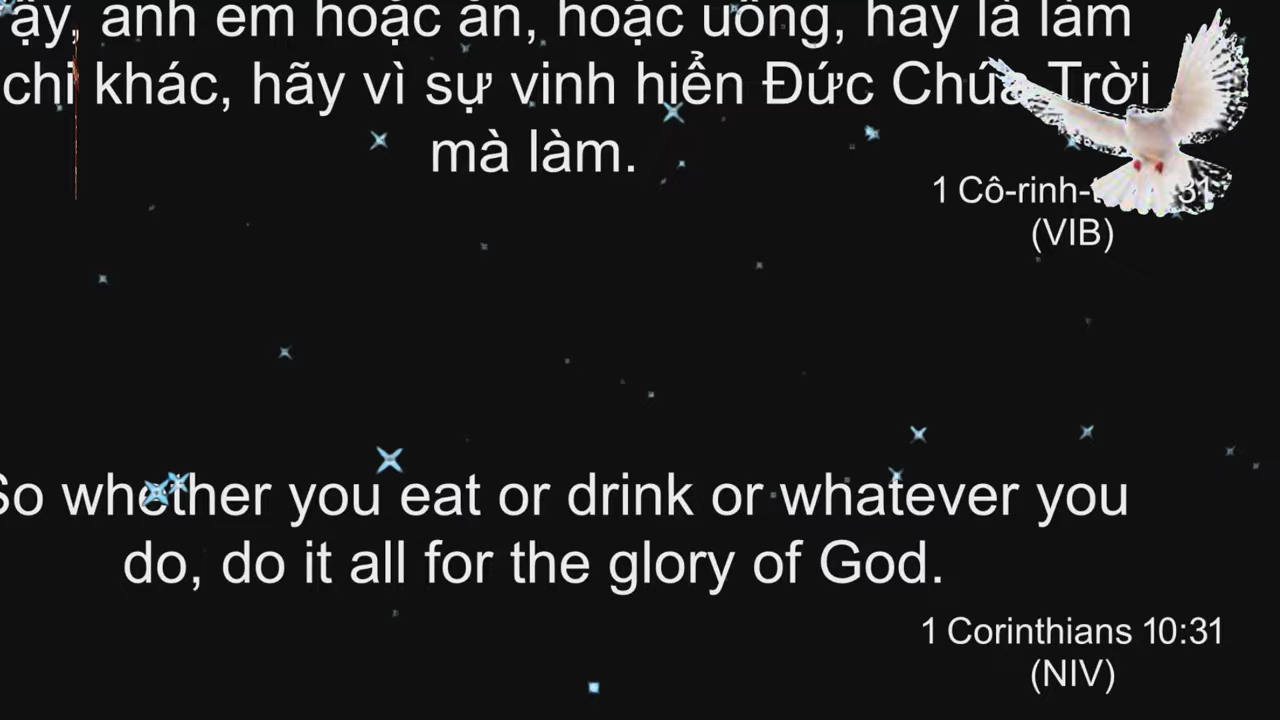 anh em hoặc ăn, hoặc uống, hay là làm
chi khác, hãy vì sự vinh hiển Đức Chúa Trời
mà làm.
1 Cô-rinh-
(VIB)
So whether you eat or drink or whatever you
do, do it all for the glory of God.
1 Corinthians 10:31
(NIV)